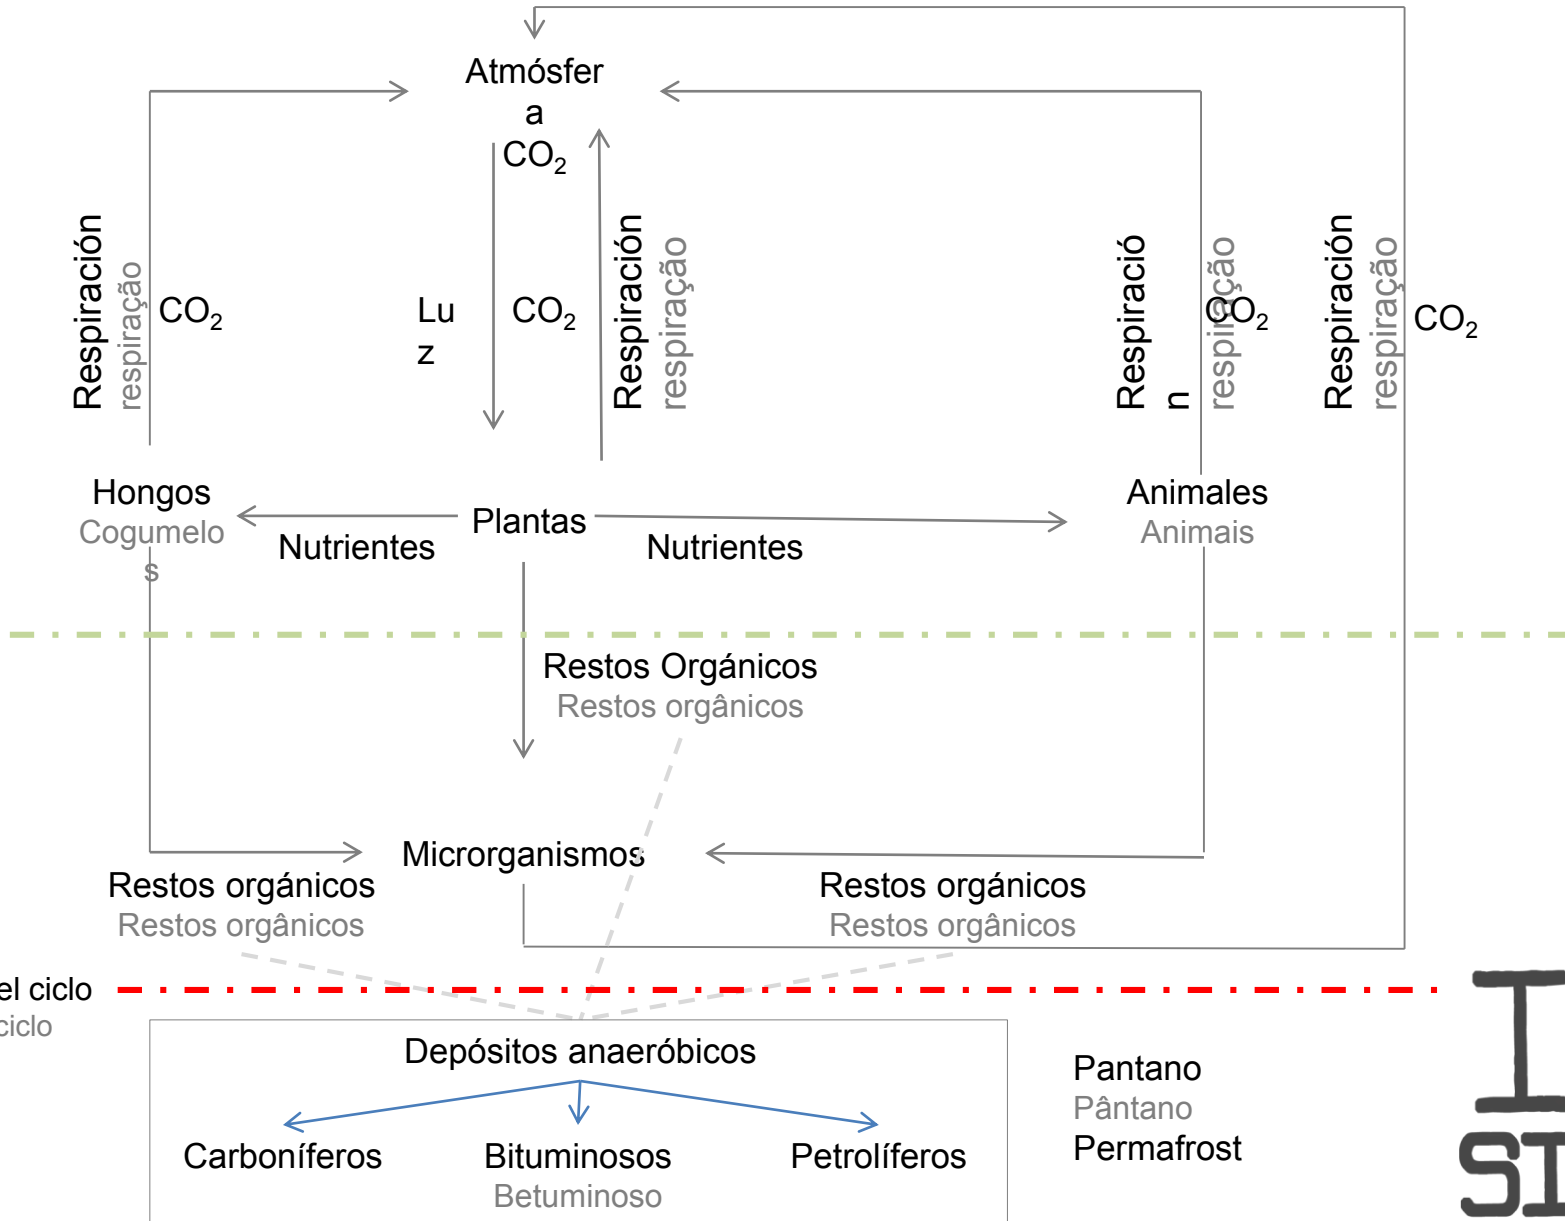 Atmósfer
a
CO₂
Respiración
respiração
CO₂
Lu
z
CO₂
Respiración
respiração
Respiració
n
respiração
CO₂
Respiración
respiração
CO₂
Hongos
Cogumelo
s
Nutrientes
Plantas
Nutrientes
Animales
Animais
Restos Orgánicos
Restos orgânicos
Microrganismos
Restos orgánicos
Restos orgânicos
Restos orgánicos
Restos orgânicos
el ciclo
ciclo
Depósitos anaeróbicos
Carboníferos
Bituminosos
Betuminoso
Petrolíferos
Pantano
Pântano
Permafrost